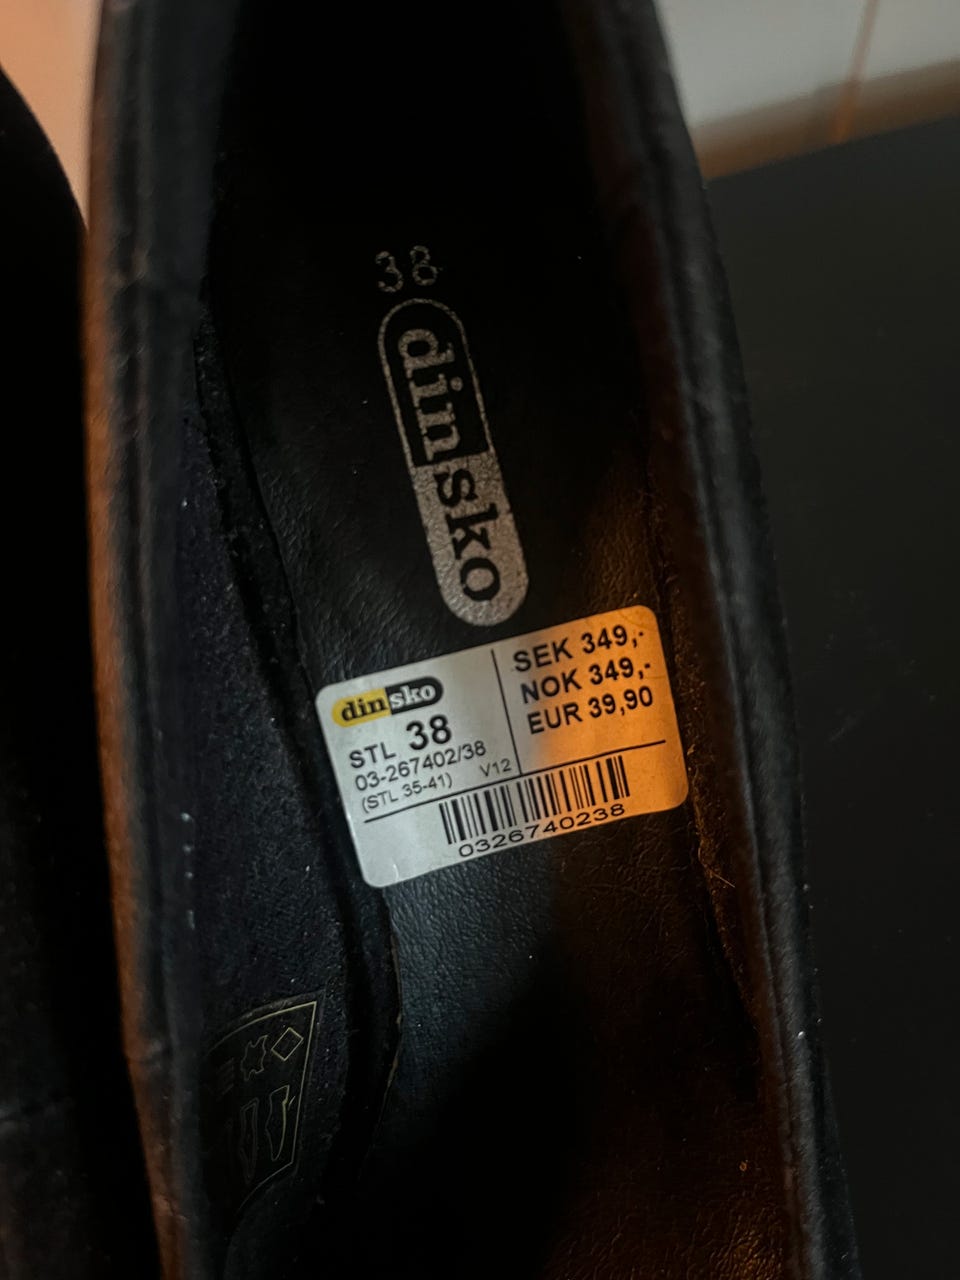 38
dinsko
dinsko
STL 38
03-267402/38
(STL 35-41) V12
SEK 349,-
NOK 349,-
EUR 39,90
0326740238